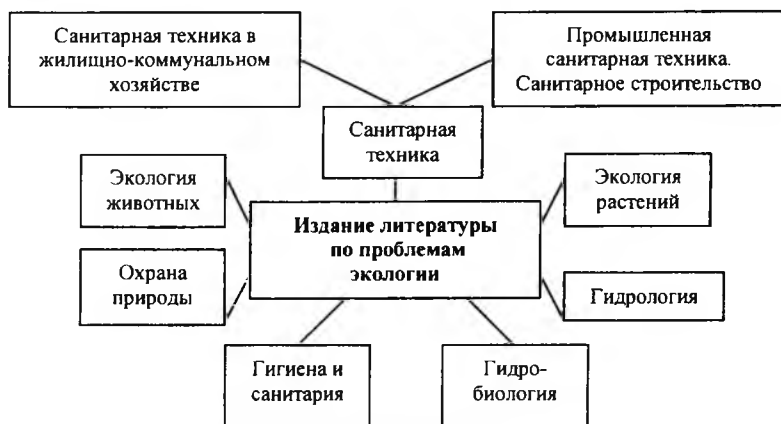 Санитарная техника в
жилищно-коммунальном
хозяйстве
Промышленная
санитарная техника.
Санитарное строительство
Санитарная
техника
Экология
животных
Экология
растений
Издание литературы
по проблемам
экологии
Охрана
природы
Гидрология
Гигиена и
санитария
Гидро-
биология